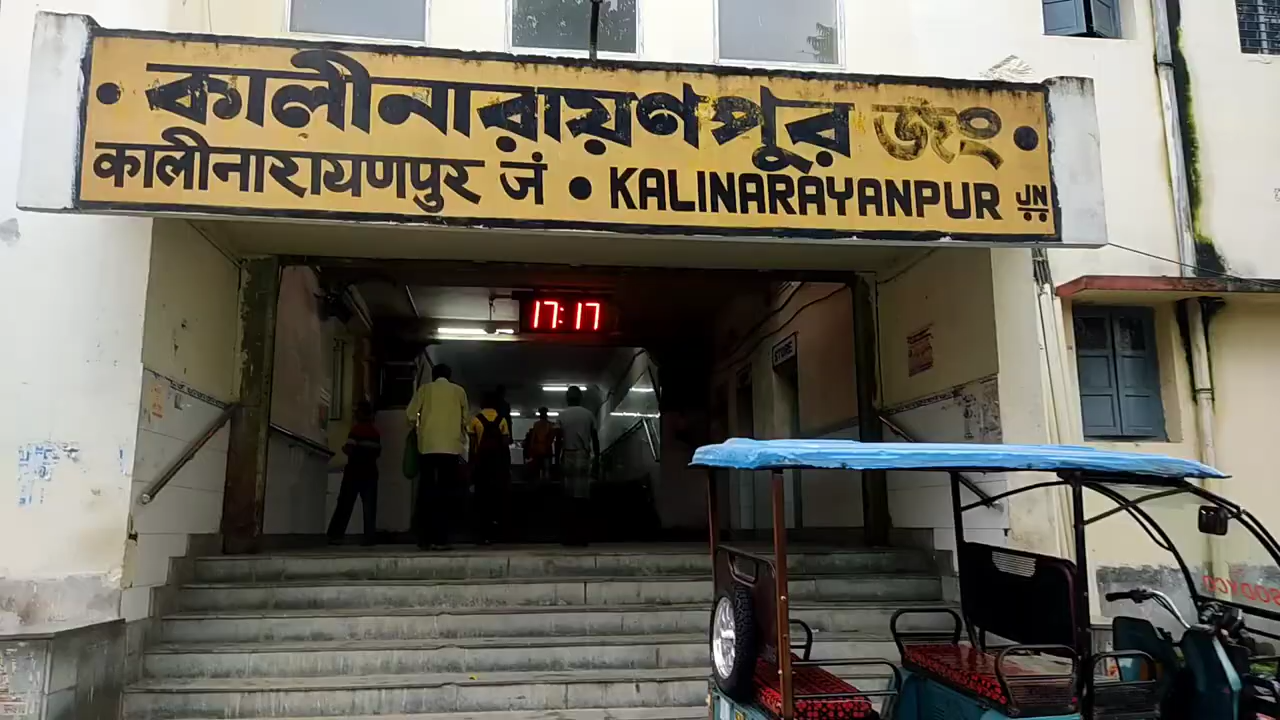 • কালীনারায়ণপুর জং •
कालीनारायणपुर जं • KALINARAYANPUR JN
17:17
STORE